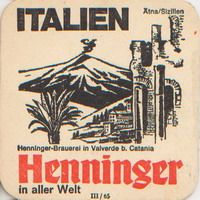 ITALIEN
Ätna/Sizilien
Henninger-Brauerei in Valverde b. Catania
Henninger
in aller Welt
III/65